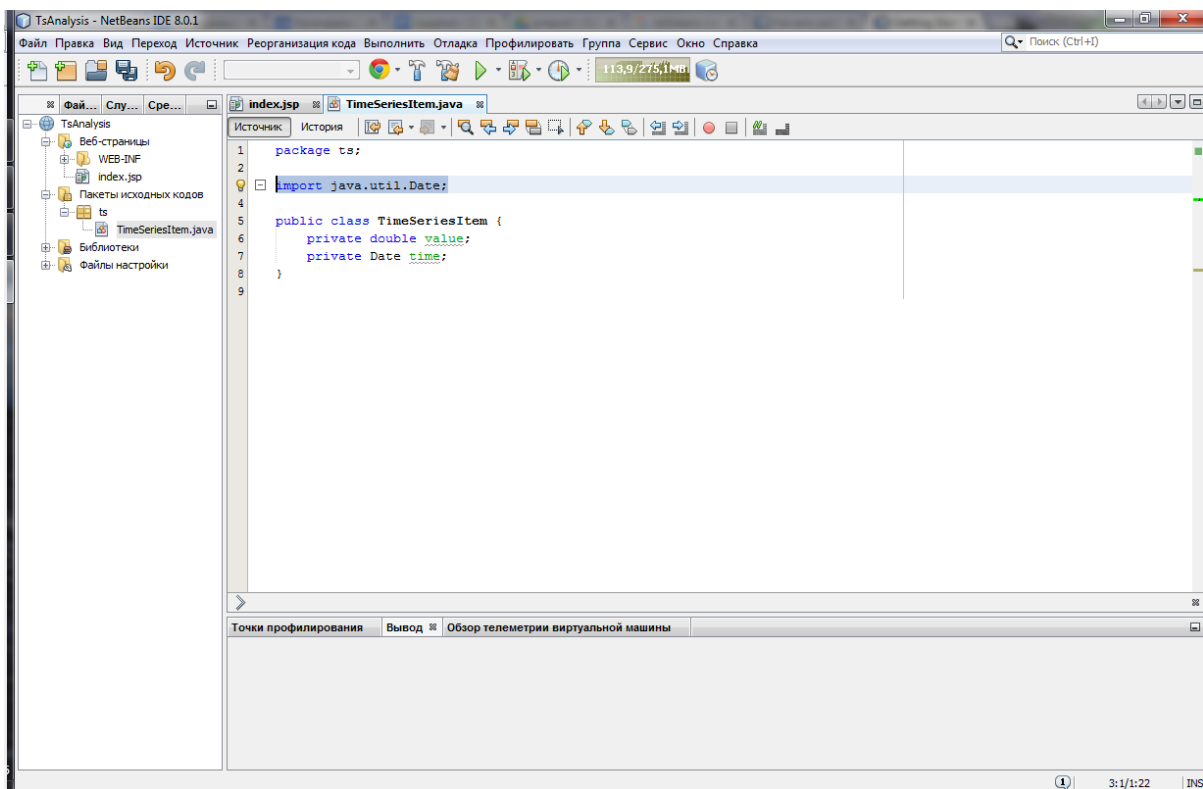 TsAnalysis - NetBeans IDE 8.0.1
Файл Правка Вид Переход Источник Реорганизация кода Выполнить Отладка Профилировать Группа Сервис Окно Справка
Поиск (Ctrl+I)
113,9/275,1MB
Фай... Слу... Сре...
index.jsp TimeSeriesItem.java
TsAnalysis
Веб-страницы
WEB-INF
index.jsp
Пакеты исходных кодов
ts
TimeSeriesItem.java
Библиотеки
Файлы настройки
Источник История
1 package ts;
2
import java.util.Date;
4
5 public class TimeSeriesItem {
6 private double value;
7 private Date time;
8 }
9
Точки профилирования Вывод Обзор телеметрии виртуальной машины
1 3:1/1:22 INS